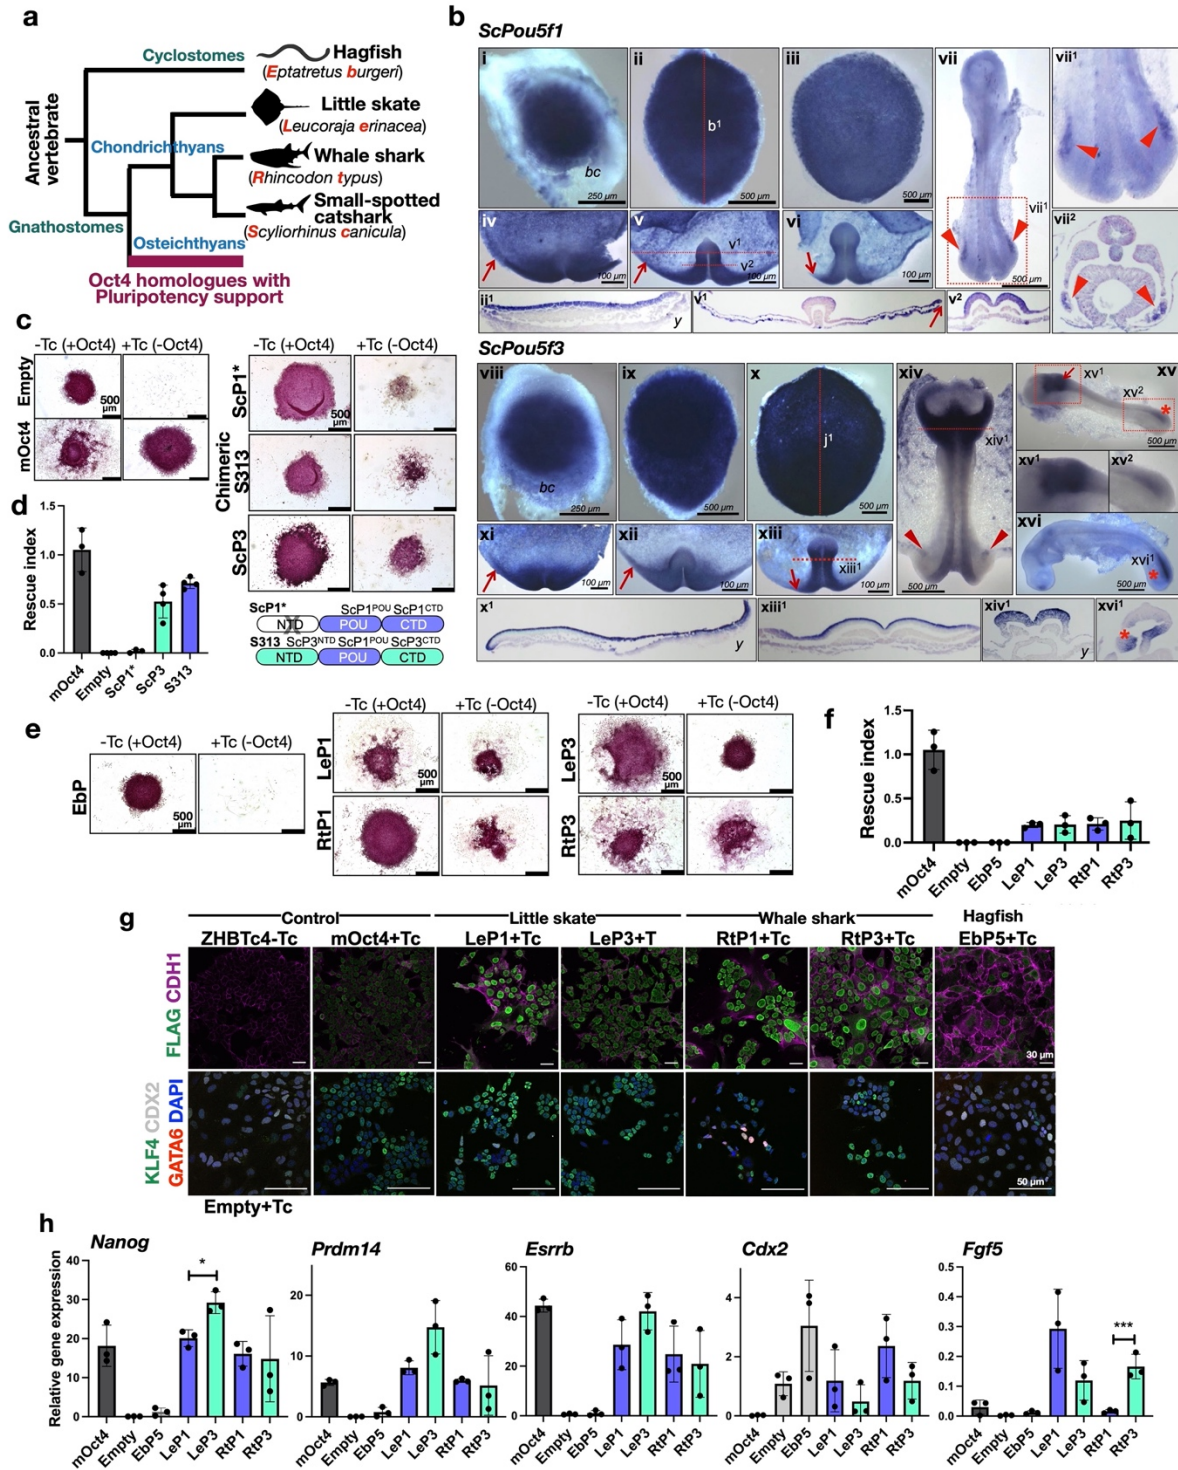 a
Cyclostomes
Hagfish
(Eptatretus burgeri)
Ancestral
vertebrate
Little skate
(Leucoraja erinacea)
Chondrichthyans
Whale shark
(Rhincodon typus)
Small-spotted
catshark
(Scyliorhinus canicula)
Gnathostomes
Osteichthyans
Oct4 homologues with
Pluripotency support
b
ScPou5f1
i
bc
250 µm
ii
b¹
500 µm
iii
500 µm
vii
vii¹
500 µm
vii¹
iv
100 µm
v
v¹
v²
100 µm
vi
100 µm
vii²
ii¹
y
v¹
v²
ScPou5f3
viii
bc
250 µm
ix
500 µm
x
j¹
500 µm
xiv
xiv¹
500 µm
xv
xv¹
xv²
*
500 µm
xv¹
xv²
xi
100 µm
xii
100 µm
xiii
xiii¹
100 µm
xvi
xvi¹
500 µm
*
x¹
y
xiii¹
xiv¹
y
xvi¹
*
c
-Tc (+Oct4) +Tc (-Oct4)
Empty
500
µm
mOct4
-Tc (+Oct4) +Tc (-Oct4)
ScP1*
500
µm
Chimeric
S313
ScP3
ScP1* ScP1POU ScP1CTD
NTD POU CTD
S313 ScP3NTD ScP1POU ScP3CTD
NTD POU CTD
d
Rescue index
1.5
1.0
0.5
0.0
mOct4 Empty ScP1* ScP3 S313
e
-Tc (+Oct4) +Tc (-Oct4)
EbP
500
µm
-Tc (+Oct4) +Tc (-Oct4)
LeP1
500
µm
RtP1
-Tc (+Oct4) +Tc (-Oct4)
LeP3
500
µm
RtP3
f
Rescue index
1.5
1.0
0.5
0.0
mOct4 Empty EbP5 LeP1 LeP3 RtP1 RtP3
g
Control Little skate Whale shark Hagfish
ZHBTc4-Tc mOct4+Tc LeP1+Tc LeP3+T RtP1+Tc RtP3+Tc EbP5+Tc
FLAG CDH1
30 µm
KLF4 CDX2
GATA6 DAPI
50 µm
Empty+Tc
h
Relative gene expression
Nanog
40
30
20
10
0
*
mOct4 Empty EbP5 LeP1 LeP3 RtP1 RtP3
Prdm14
20
10
0
mOct4 Empty EbP5 LeP1 LeP3 RtP1 RtP3
Esrrb
60
40
20
0
mOct4 Empty EbP5 LeP1 LeP3 RtP1 RtP3
Cdx2
4
2
0
mOct4 Empty EbP5 LeP1 LeP3 RtP1 RtP3
Fgf5
0.5
0.4
0.3
0.2
0.1
0.0
***
mOct4 Empty EbP5 LeP1 LeP3 RtP1 RtP3